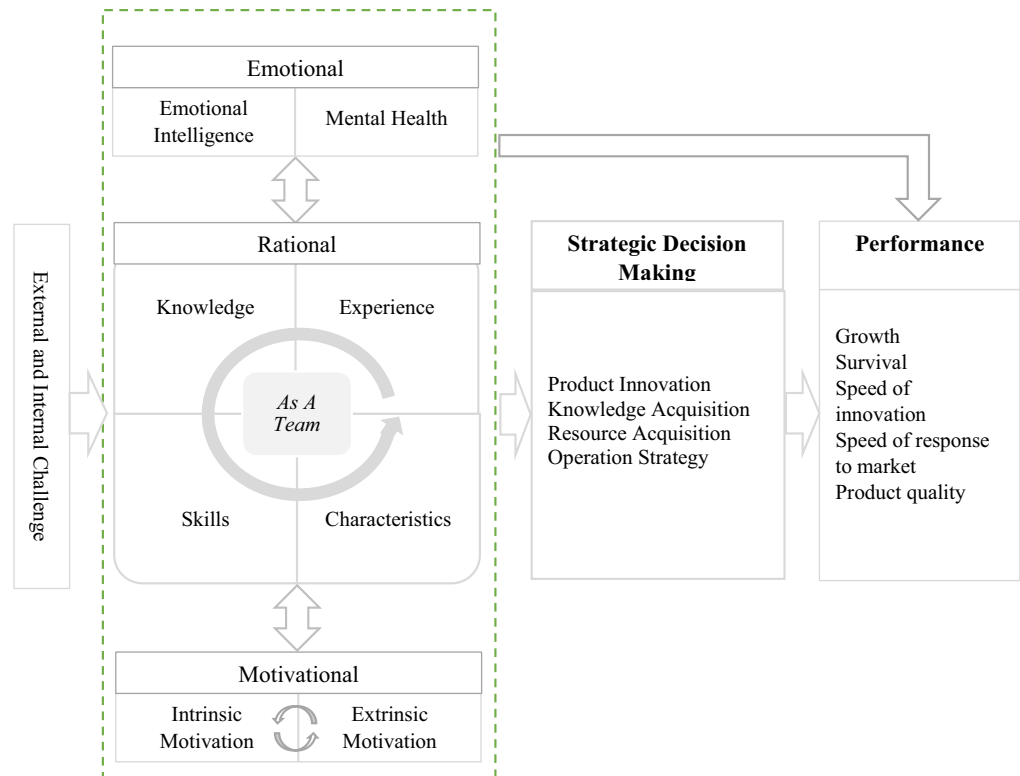 Emotional
Emotional
Intelligence
Mental Health
External and Internal Challenge
Rational
Knowledge
Experience
As A
Team
Skills
Characteristics
Motivational
Intrinsic
Motivation
Extrinsic
Motivation
Strategic Decision
Making
Product Innovation
Knowledge Acquisition
Resource Acquisition
Operation Strategy
Performance
Growth
Survival
Speed of
innovation
Speed of response
to market
Product quality